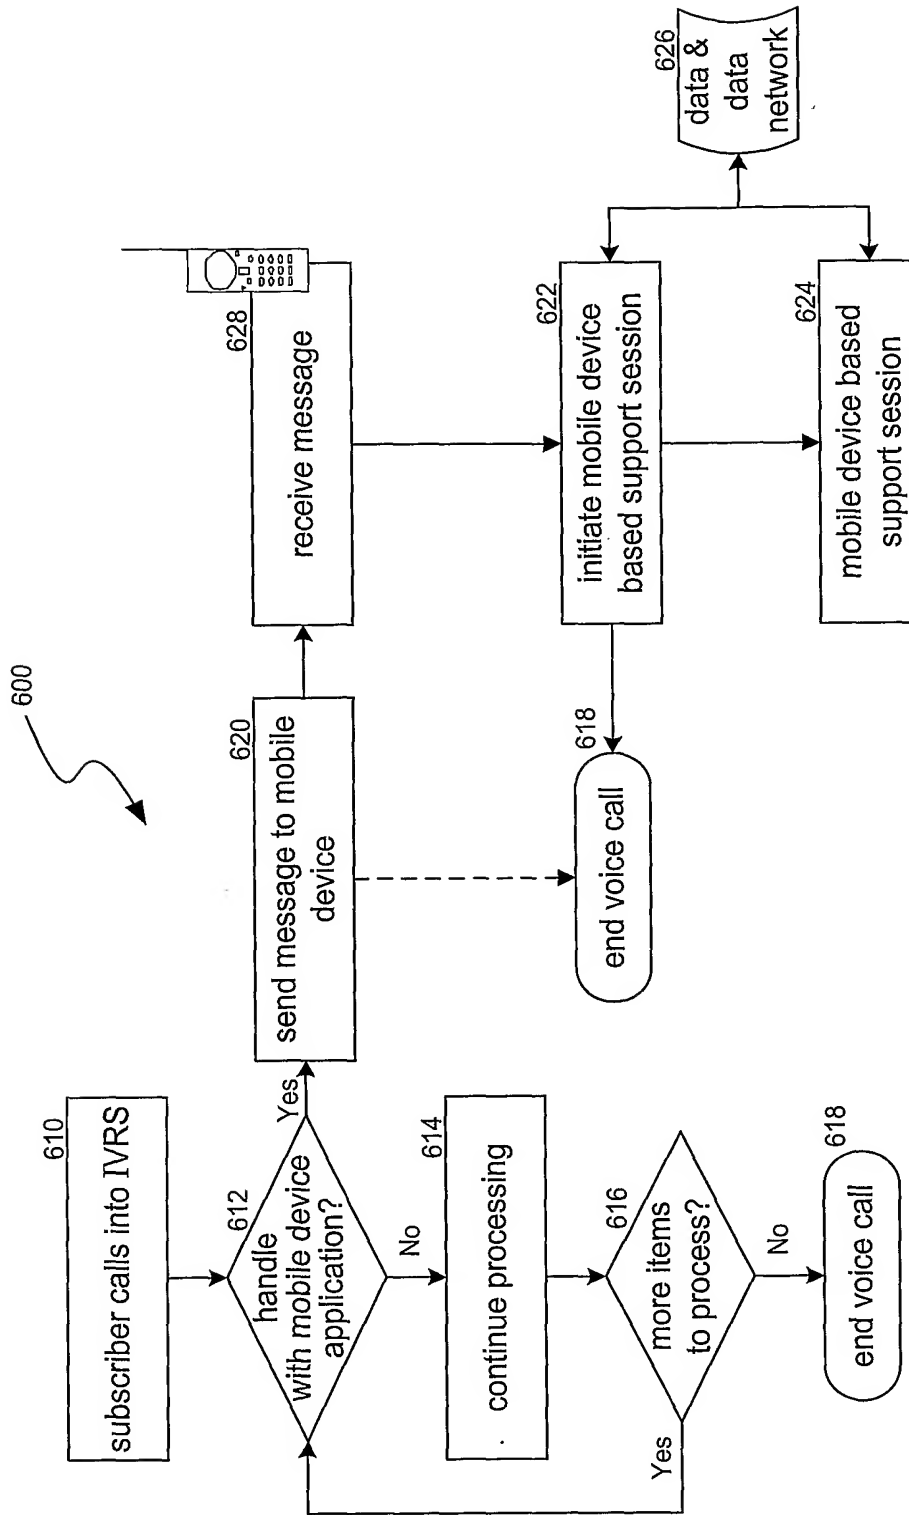 600
610
subscriber calls into IVRS
612
handle
with mobile device
application?
Yes
No
614
continue processing
616
more items
to process?
Yes
No
618
end voice call
620
send message to mobile
device
618
end voice call
628
receive message
622
initiate mobile device
based support session
624
mobile device based
support session
626
data &
data
network